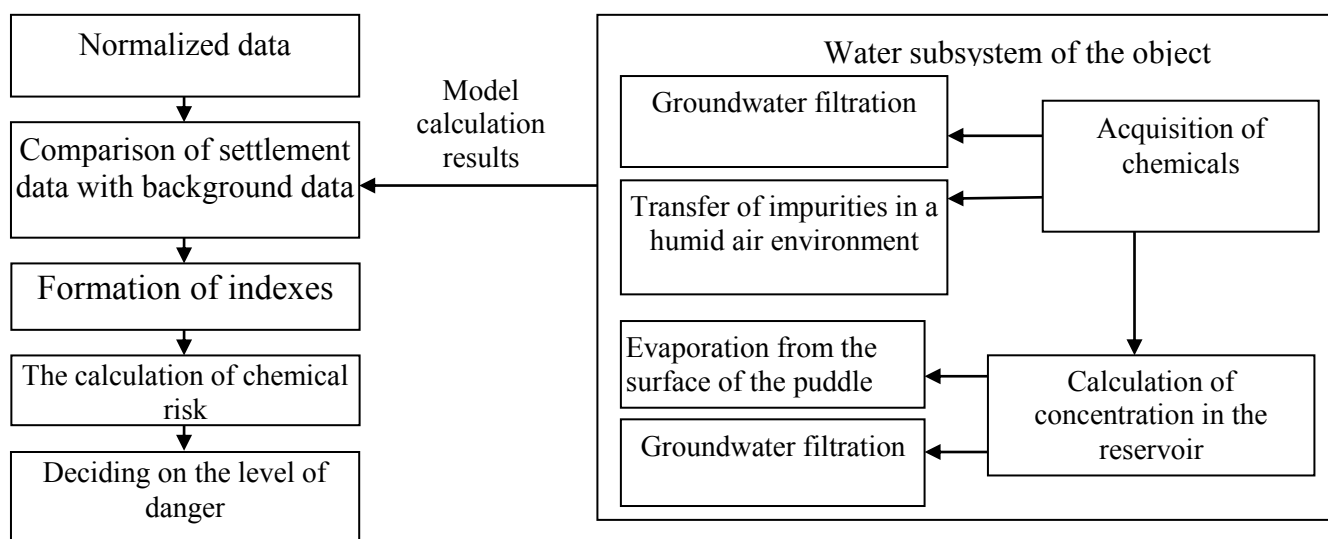 Normalized data
Comparison of settlement
data with background data
Formation of indexes
The calculation of chemical
risk
Deciding on the level of
danger
Model
calculation
results
Water subsystem of the object
Groundwater filtration
Transfer of impurities in a
humid air environment
Evaporation from the
surface of the puddle
Groundwater filtration
Acquisition of
chemicals
Calculation of
concentration in the
reservoir